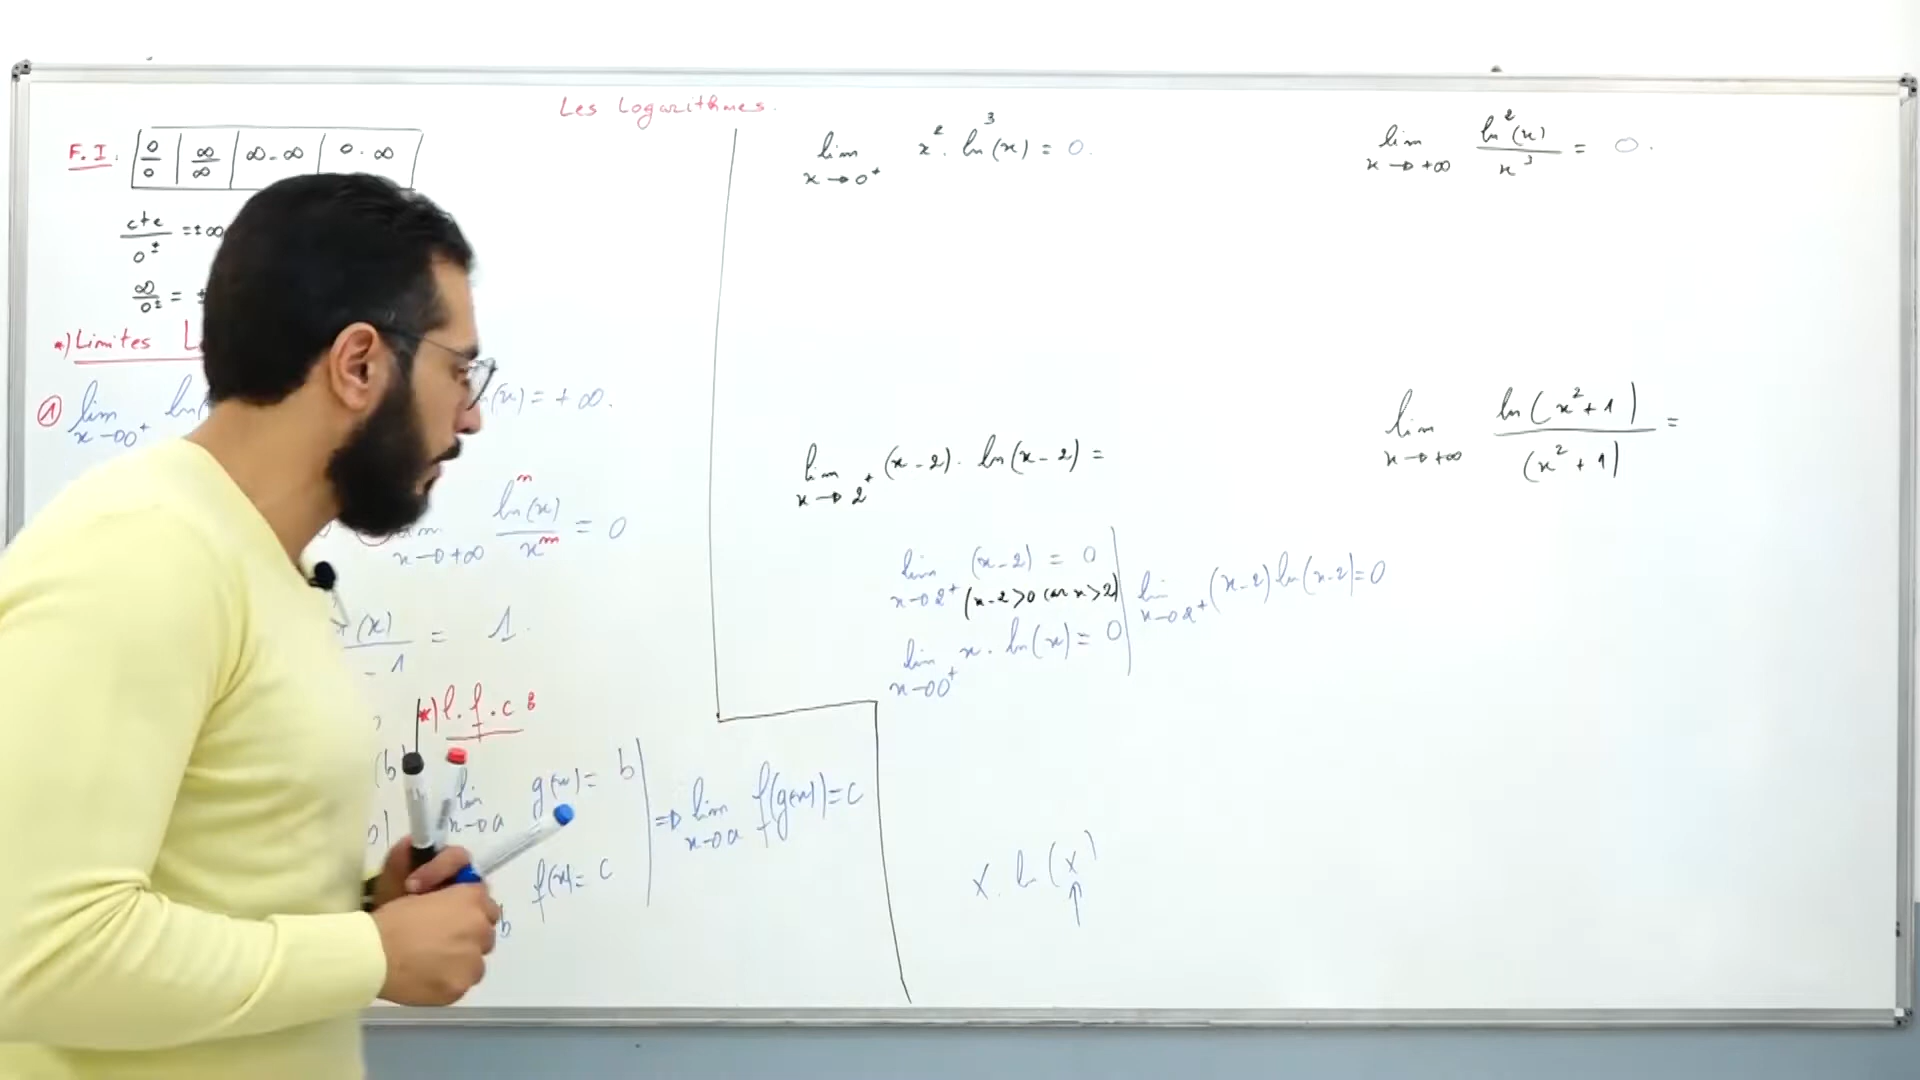 Les Logarithmes.
F.I. 0/0 | ∞/∞ | ∞-∞ | 0.∞
cte/0± = ±∞
∞/0± = ±
*) Limites
① lim x→0+ ln(
(x) = +∞.
lim x→+∞ lnⁿ(x)/xᵐ = 0
(x)/-1 = 1.
*) l.f.c :
lim x→a g(x) = b
f(x) = c
b
⇒ lim x→a f(g(x)) = c
lim x→0+ x². ln³(x) = 0.
lim x→2+ (x-2). ln(x-2) =
lim x→2+ (x-2) = 0
(x-2>0 car x>2)
lim x→0+ x. ln(x) = 0
lim x→2+ (x-2) ln(x-2) = 0
X. ln(X)
↑
lim x→+∞ ln²(x)/x³ = 0.
lim x→+∞ ln(x²+1)/(x²+1) =